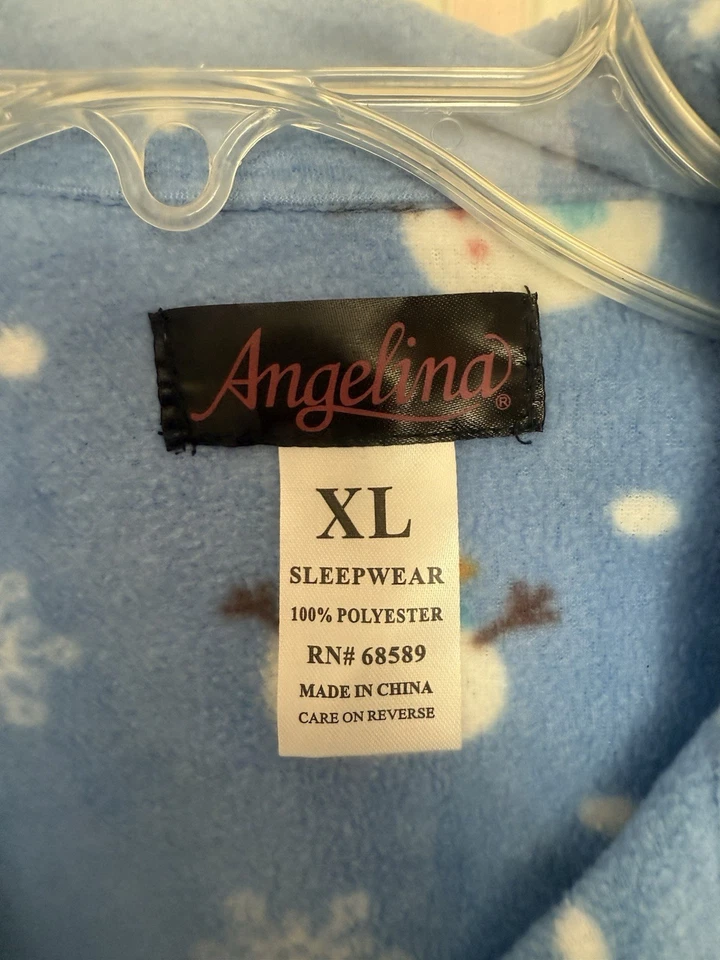 Angelina®
XL
SLEEPWEAR
100% POLYESTER
RN# 68589
MADE IN CHINA
CARE ON REVERSE